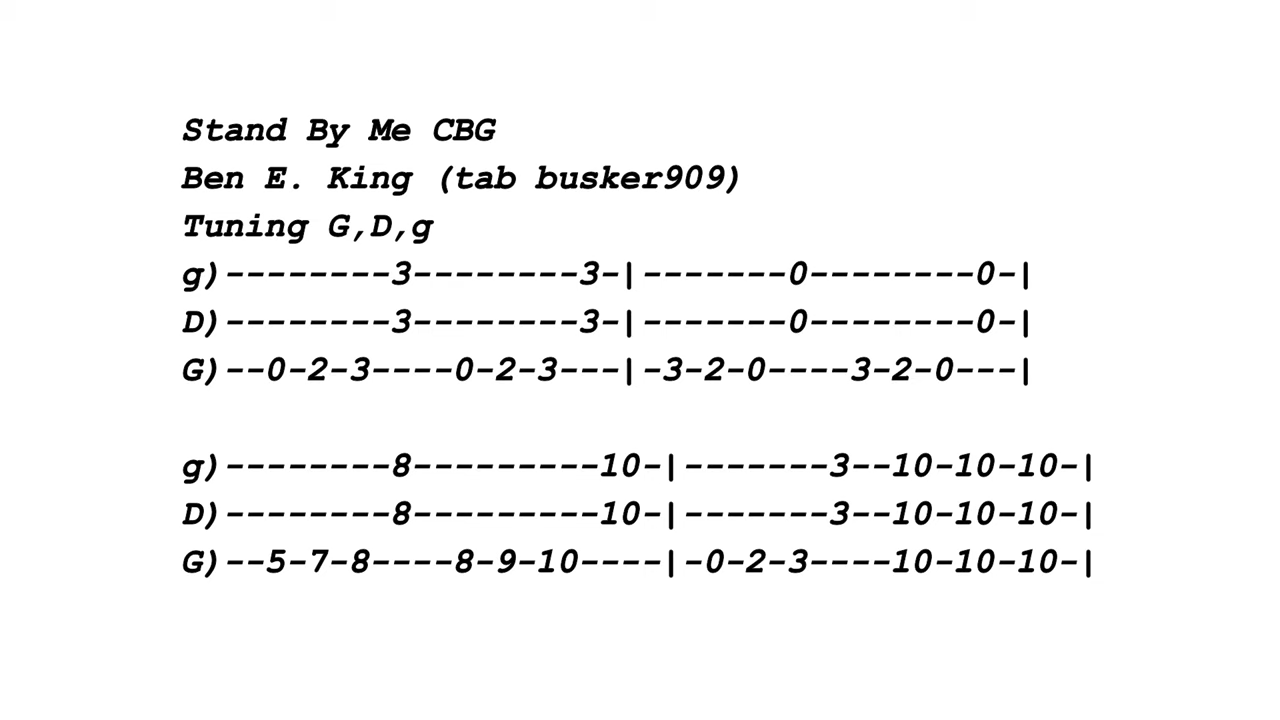 Stand By Me CBG
Ben E. King (tab busker909)
Tuning G,D,g
g)--------3--------3-|-------0--------0-|
D)--------3--------3-|-------0--------0-|
G)--0-2-3----0-2-3---|-3-2-0----3-2-0---|
g)--------8---------10-|-------3--10-10-10-|
D)--------8---------10-|-------3--10-10-10-|
G)--5-7-8----8-9-10----|-0-2-3----10-10-10-|